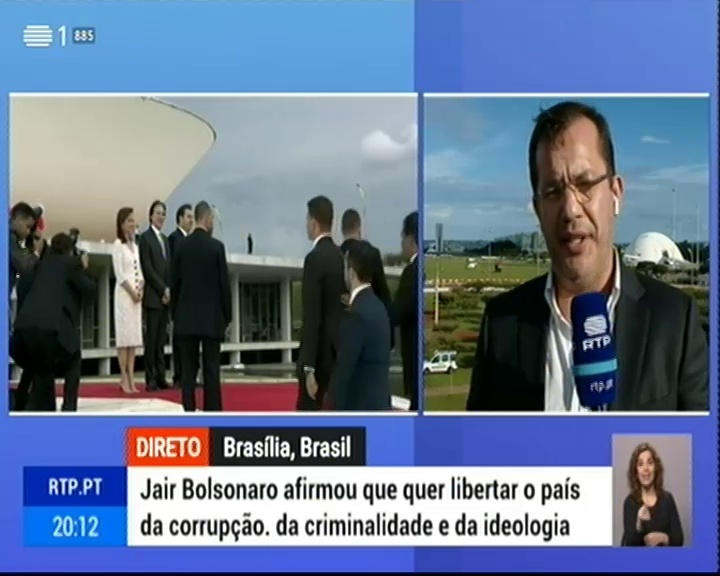 1 885
RTP
rtp.pt
DIRETO Brasília, Brasil
RTP.PT
Jair Bolsonaro afirmou que quer libertar o país
20:12
da corrupção. da criminalidade e da ideologia